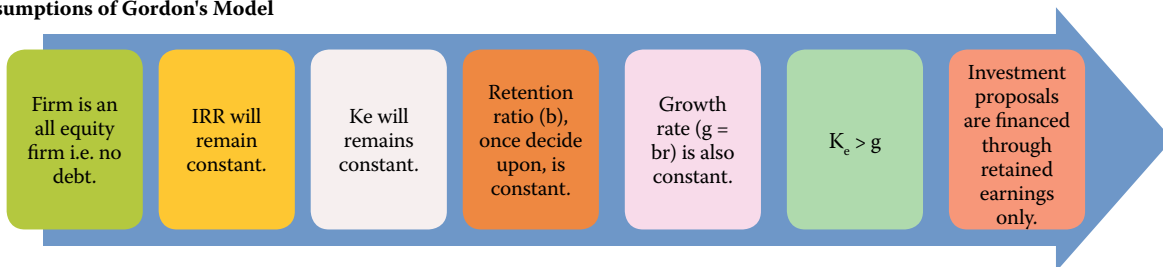 sumptions of Gordon's Model
Firm is an
all equity
firm i.e. no
debt.
IRR will
remain
constant.
Ke will
remains
constant.
Retention
ratio (b),
once decide
upon, is
constant.
Growth
rate (g =
br) is also
constant.
Kₑ > g
Investment
proposals
are financed
through
retained
earnings
only.